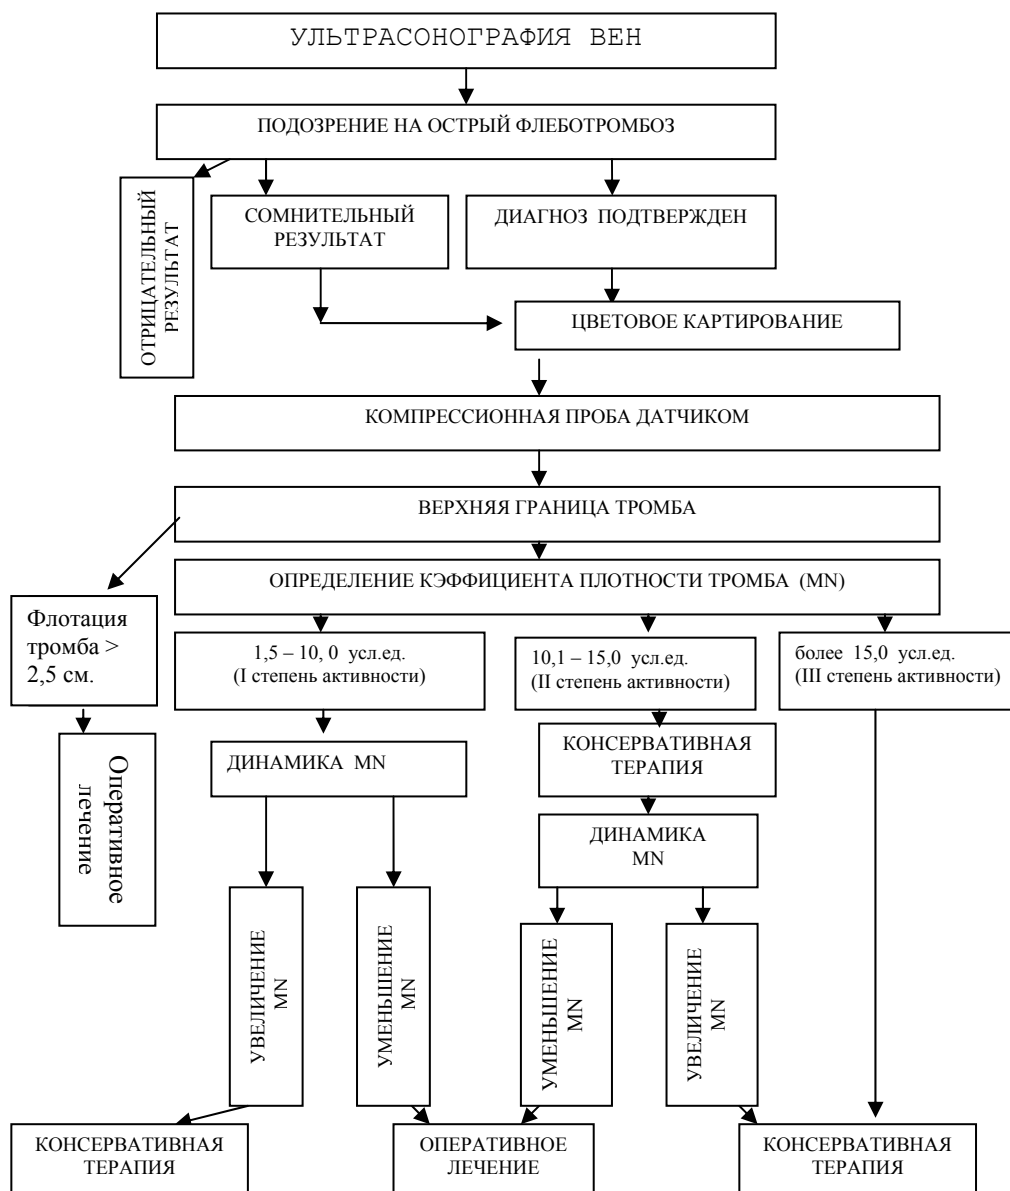 УЛЬТРАСОНОГРАФИЯ ВЕН
ПОДОЗРЕНИЕ НА ОСТРЫЙ ФЛЕБОТРОМБОЗ
ОТРИЦАТЕЛЬНЫЙ
РЕЗУЛЬТАТ
СОМНИТЕЛЬНЫЙ
РЕЗУЛЬТАТ
ДИАГНОЗ ПОДТВЕРЖДЕН
ЦВЕТОВОЕ КАРТИРОВАНИЕ
КОМПРЕССИОННАЯ ПРОБА ДАТЧИКОМ
ВЕРХНЯЯ ГРАНИЦА ТРОМБА
ОПРЕДЕЛЕНИЕ КЭФФИЦИЕНТА ПЛОТНОСТИ ТРОМБА (MN)
Флотация
тромба >
2,5 см.
1,5 – 10, 0 усл.ед.
(I степень активности)
10,1 – 15,0 усл.ед.
(II степень активности)
более 15,0 усл.ед.
(III степень активности)
Оперативное
лечение
ДИНАМИКА MN
КОНСЕРВАТИВНАЯ
ТЕРАПИЯ
ДИНАМИКА
MN
УВЕЛИЧЕНИЕ
MN
УМЕНЬШЕНИЕ
MN
УМЕНЬШЕНИЕ
MN
УВЕЛИЧЕНИЕ
MN
КОНСЕРВАТИВНАЯ
ТЕРАПИЯ
ОПЕРАТИВНОЕ
ЛЕЧЕНИЕ
КОНСЕРВАТИВНАЯ
ТЕРАПИЯ